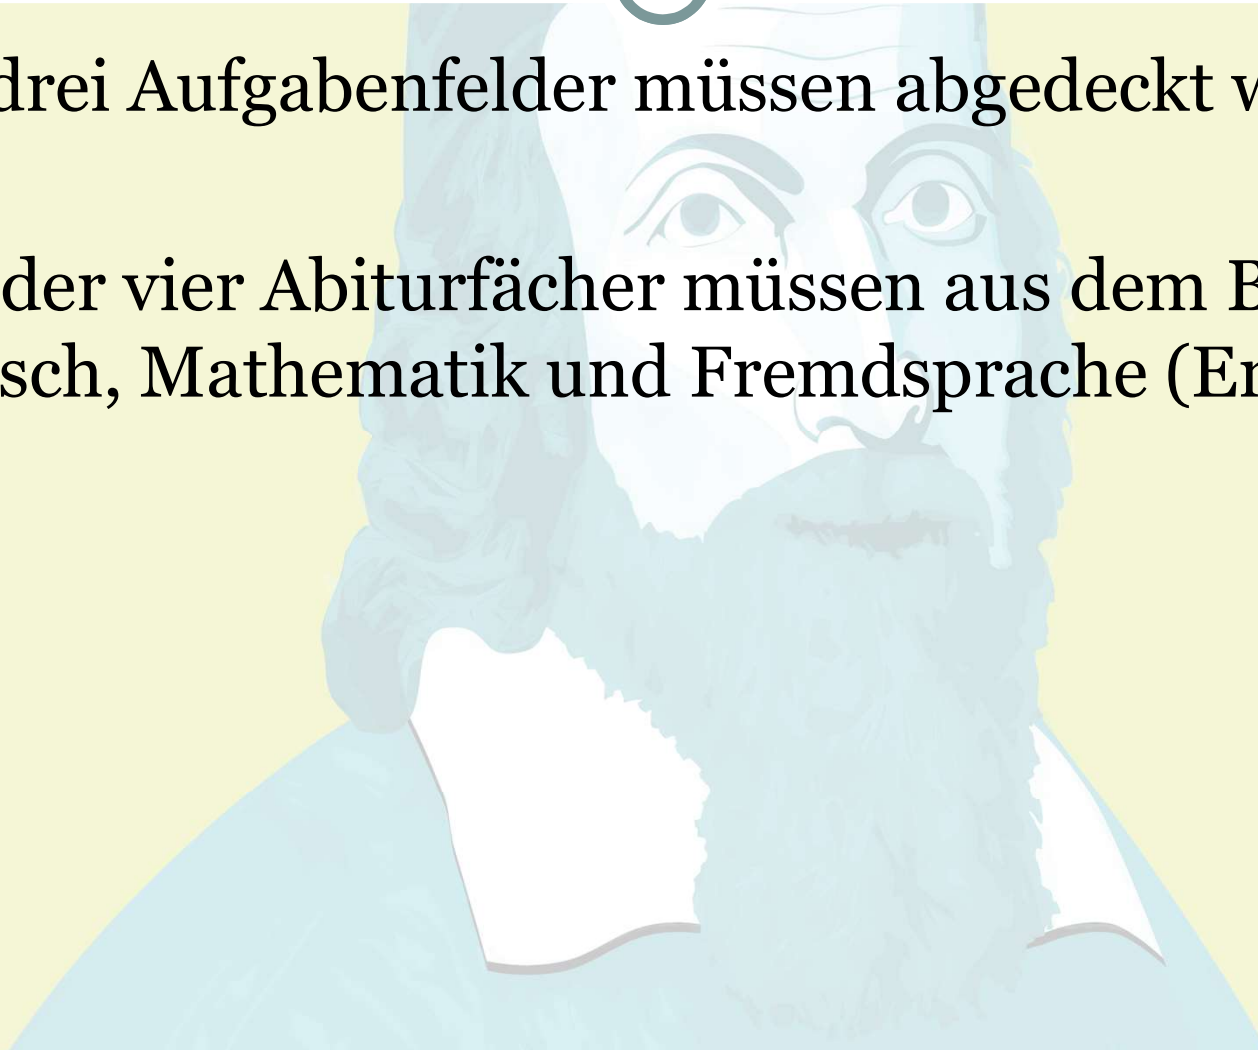 drei Aufgabenfelder müssen abgedeckt
der vier Abiturfächer müssen aus dem
sch, Mathematik und Fremdsprache